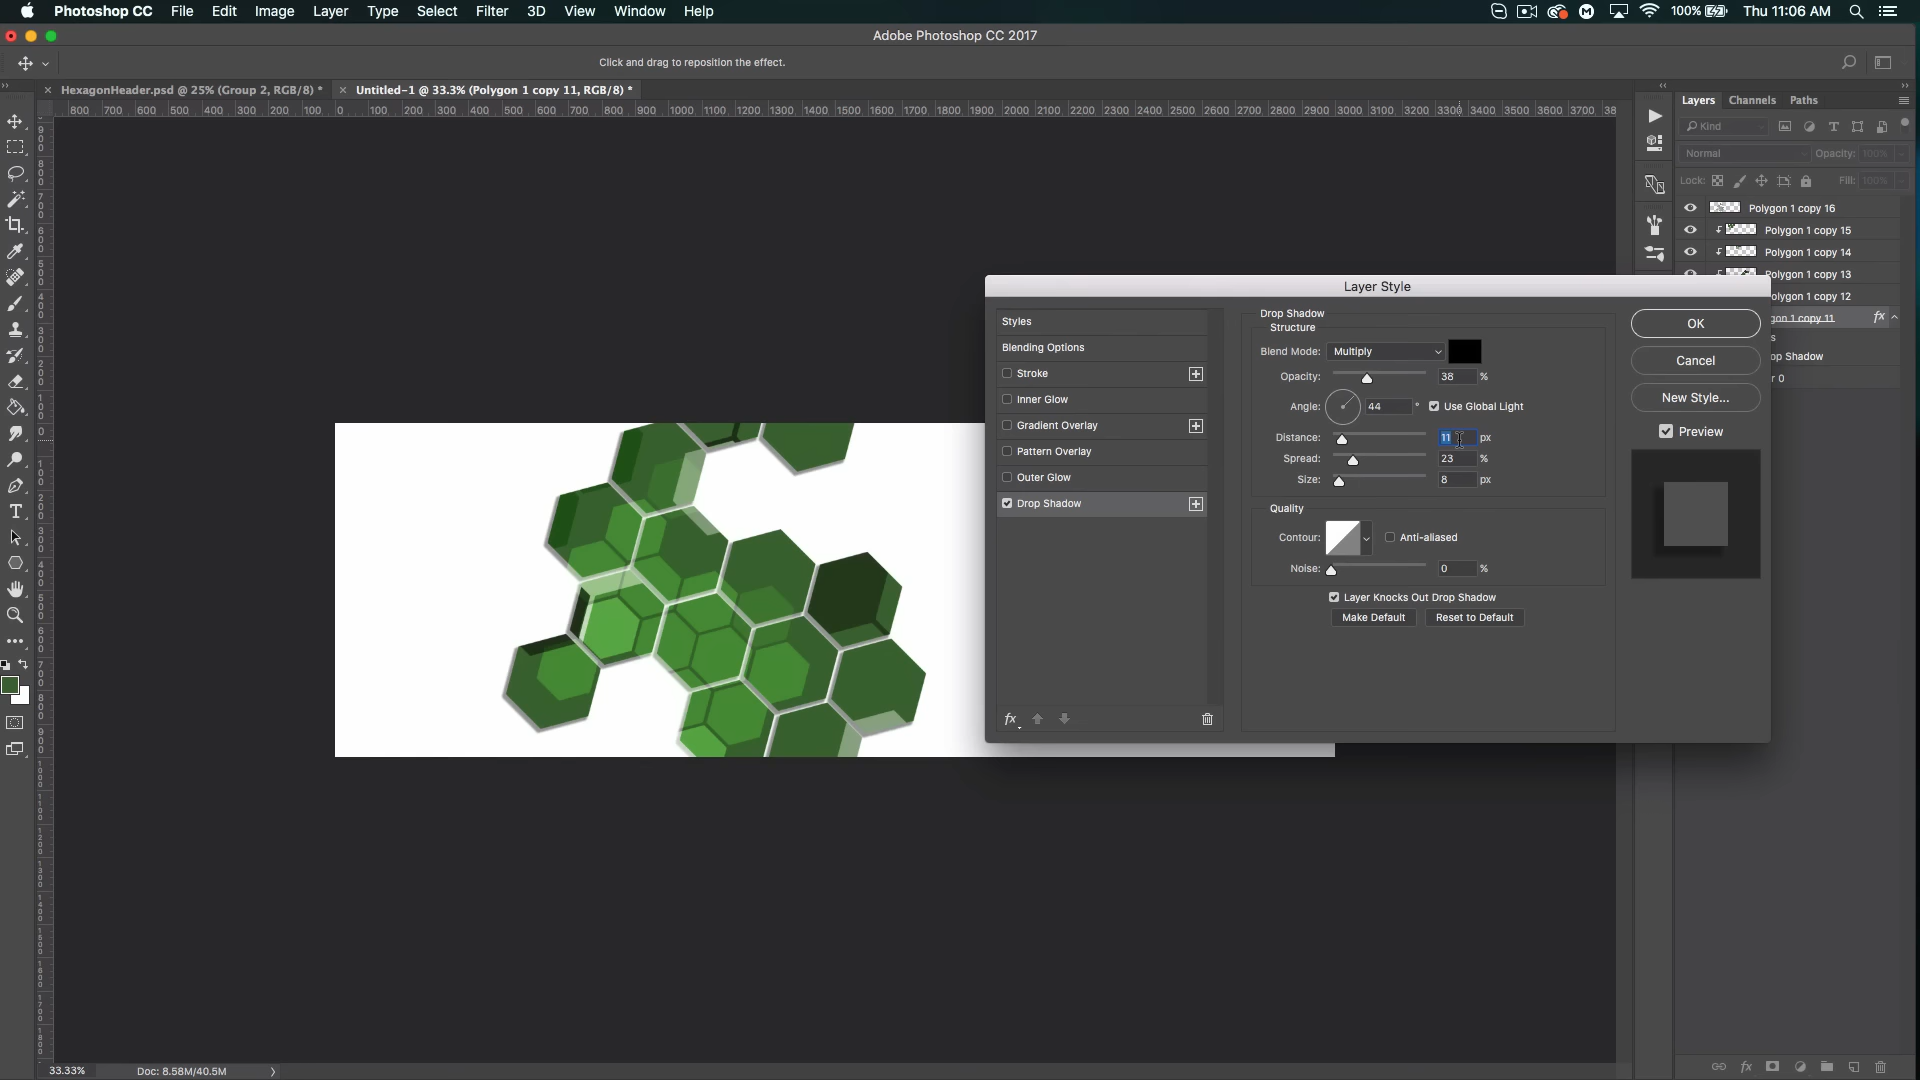 Photoshop CC File Edit Image Layer Type Select Filter 3D View Window Help 100% Thu 11:06 AM
Adobe Photoshop CC 2017
Click and drag to reposition the effect.
HexagonHeader.psd @ 25% (Group 2, RGB/8) * Untitled-1 @ 33.3% (Polygon 1 copy 11, RGB/8) *
800 700 600 500 400 300 200 100 0 100 200 300 400 500 600 700 800 900 1000 1100 1200 1300 1400 1500 1600 1700 1800 1900 2000 2100 2200 2300 2400 2500 2600 2700 2800 2900 3000 3100 3200 3300 3400 3500 3600 3700 38
Layers Channels Paths
Kind
Normal Opacity: 100%
Lock: Fill: 100%
Polygon 1 copy 16
Polygon 1 copy 15
Polygon 1 copy 14
Polygon 1 copy 13
olygon 1 copy 12
gon 1 copy 11 fx
s
op Shadow
r 0
Layer Style
Styles
Blending Options
Stroke
Inner Glow
Gradient Overlay
Pattern Overlay
Outer Glow
Drop Shadow
fx
Drop Shadow
Structure
Blend Mode: Multiply
Opacity: 38 %
Angle: 44 ° Use Global Light
Distance: 11 px
Spread: 23 %
Size: 8 px
Quality
Contour: Anti-aliased
Noise: 0 %
Layer Knocks Out Drop Shadow
Make Default Reset to Default
OK
Cancel
New Style...
Preview
33.33% Doc: 8.58M/40.5M
fx